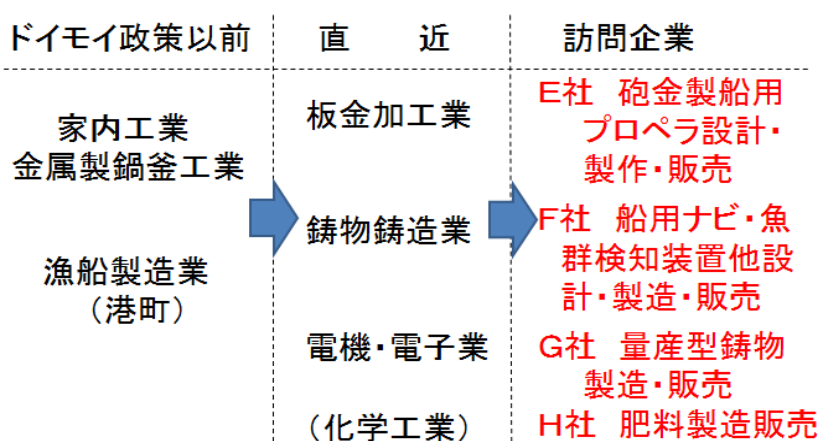 ドイモイ政策以前
直　近
訪問企業
家内工業
金属製鍋釜工業
漁船製造業
（港町）
板金加工業
鋳物鋳造業
電機・電子業
（化学工業）
E社　砲金製船用
プロペラ設計・
製作・販売
F社　船用ナビ・魚
群検知装置他設
計・製造・販売
G社　量産型鋳物
製造・販売
H社　肥料製造販売